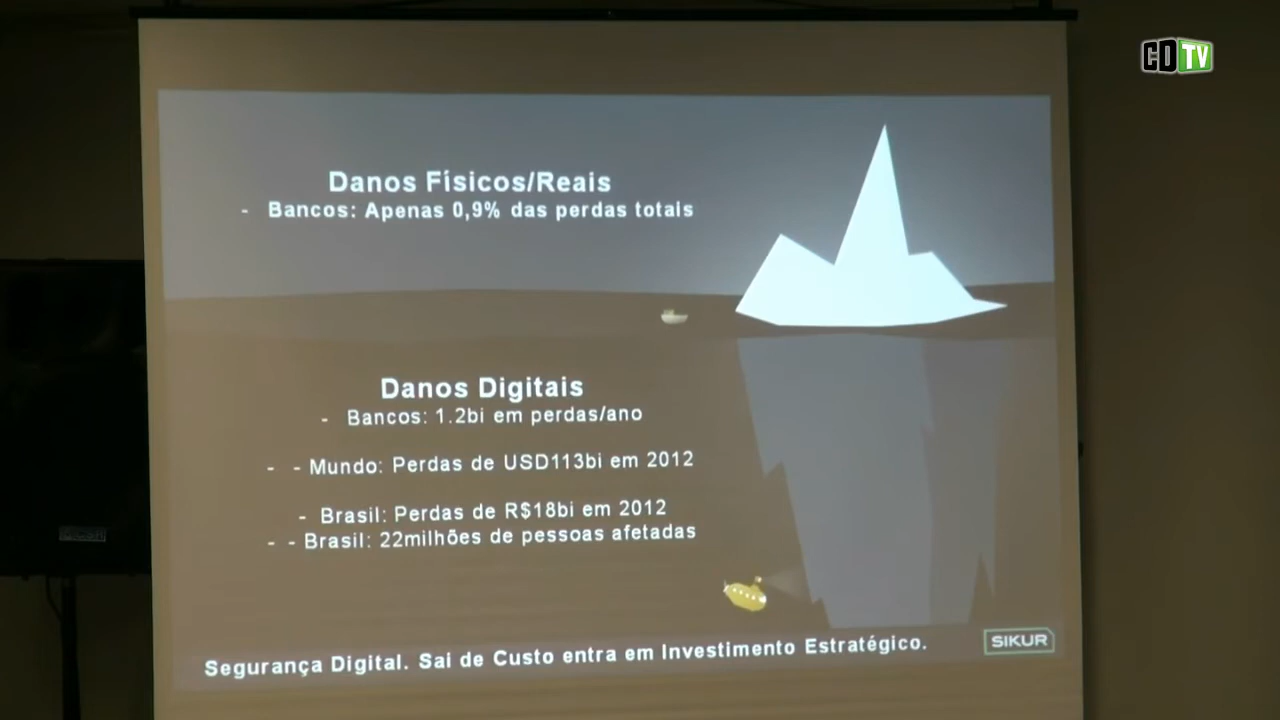 CDTV
Danos Físicos/Reais
- Bancos: Apenas 0,9% das perdas totais
Danos Digitais
- Bancos: 1.2bi em perdas/ano
- - Mundo: Perdas de USD113bi em 2012
- Brasil: Perdas de R$18bi em 2012
- - Brasil: 22milhões de pessoas afetadas
SIKUR
Segurança Digital. Sai de Custo entra em Investimento Estratégico.